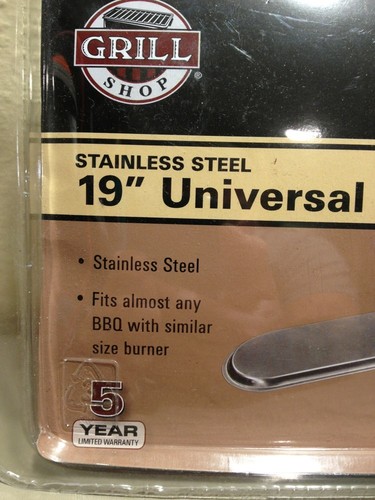 GRILL
SHOP ®
STAINLESS STEEL
19" Universal
• Stainless Steel
• Fits almost any
BBQ with similar
size burner
5
YEAR
LIMITED WARRANTY